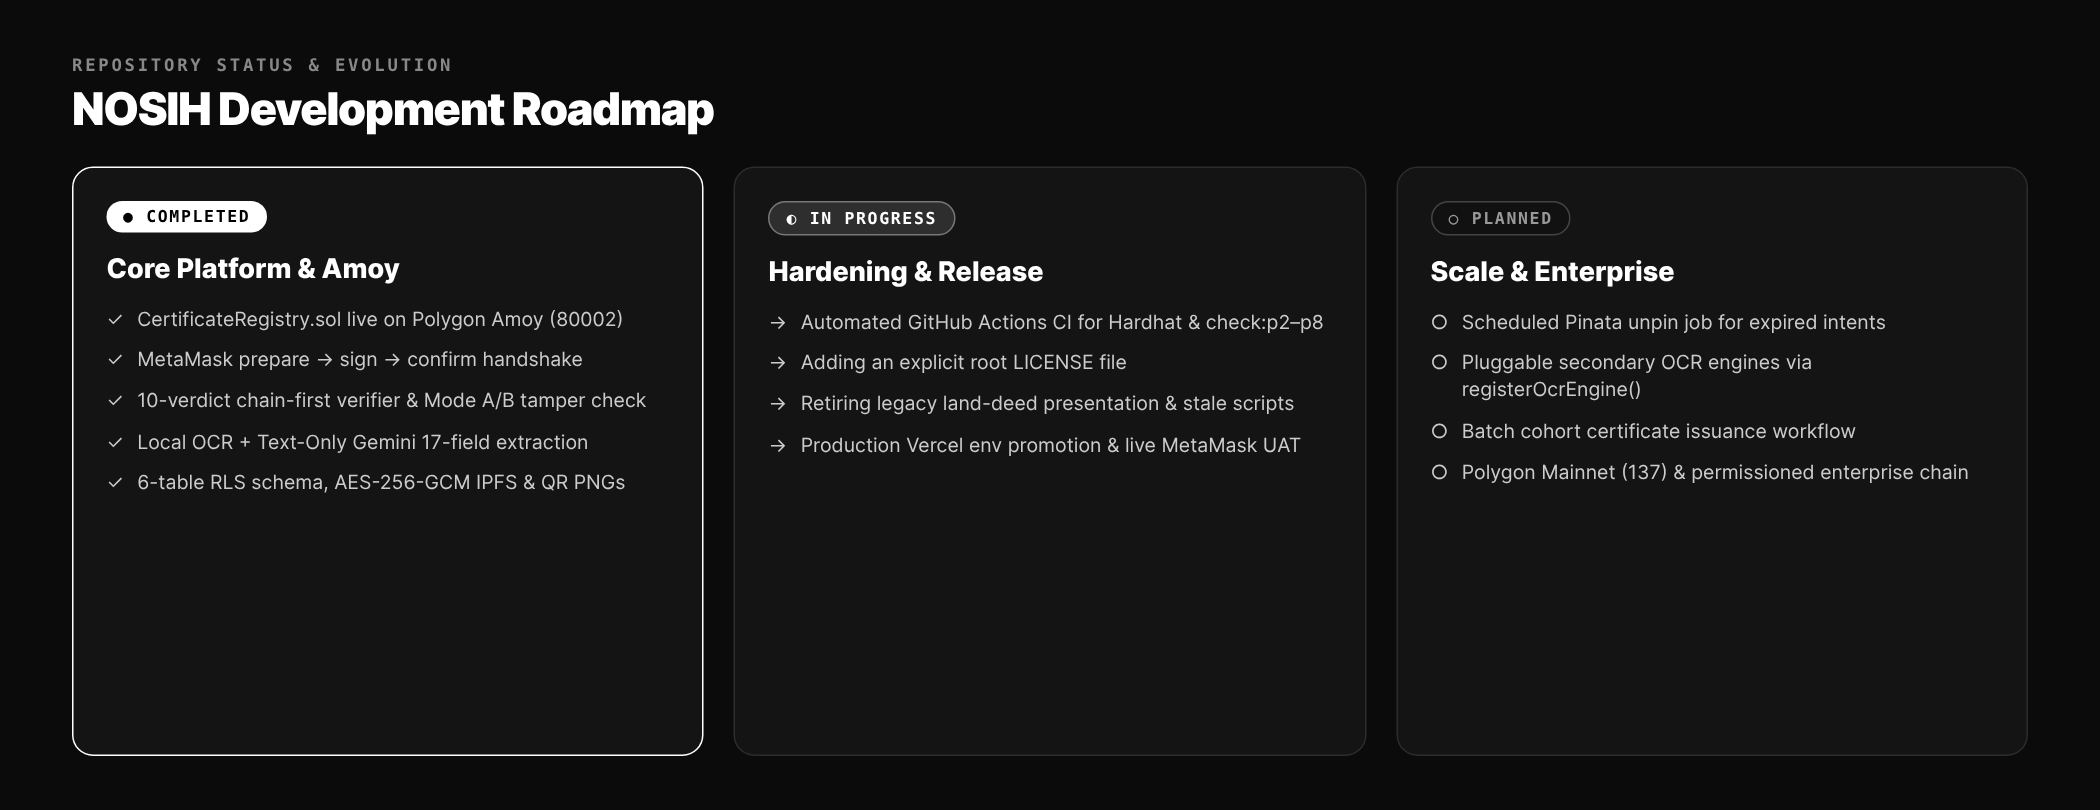 REPOSITORY STATUS & EVOLUTION
NOSIH Development Roadmap
● COMPLETED
Core Platform & Amoy
✓ CertificateRegistry.sol live on Polygon Amoy (80002)
✓ MetaMask prepare → sign → confirm handshake
✓ 10-verdict chain-first verifier & Mode A/B tamper check
✓ Local OCR + Text-Only Gemini 17-field extraction
✓ 6-table RLS schema, AES-256-GCM IPFS & QR PNGs
◐ IN PROGRESS
Hardening & Release
→ Automated GitHub Actions CI for Hardhat & check:p2–p8
→ Adding an explicit root LICENSE file
→ Retiring legacy land-deed presentation & stale scripts
→ Production Vercel env promotion & live MetaMask UAT
○ PLANNED
Scale & Enterprise
○ Scheduled Pinata unpin job for expired intents
○ Pluggable secondary OCR engines via
registerOcrEngine()
○ Batch cohort certificate issuance workflow
○ Polygon Mainnet (137) & permissioned enterprise chain